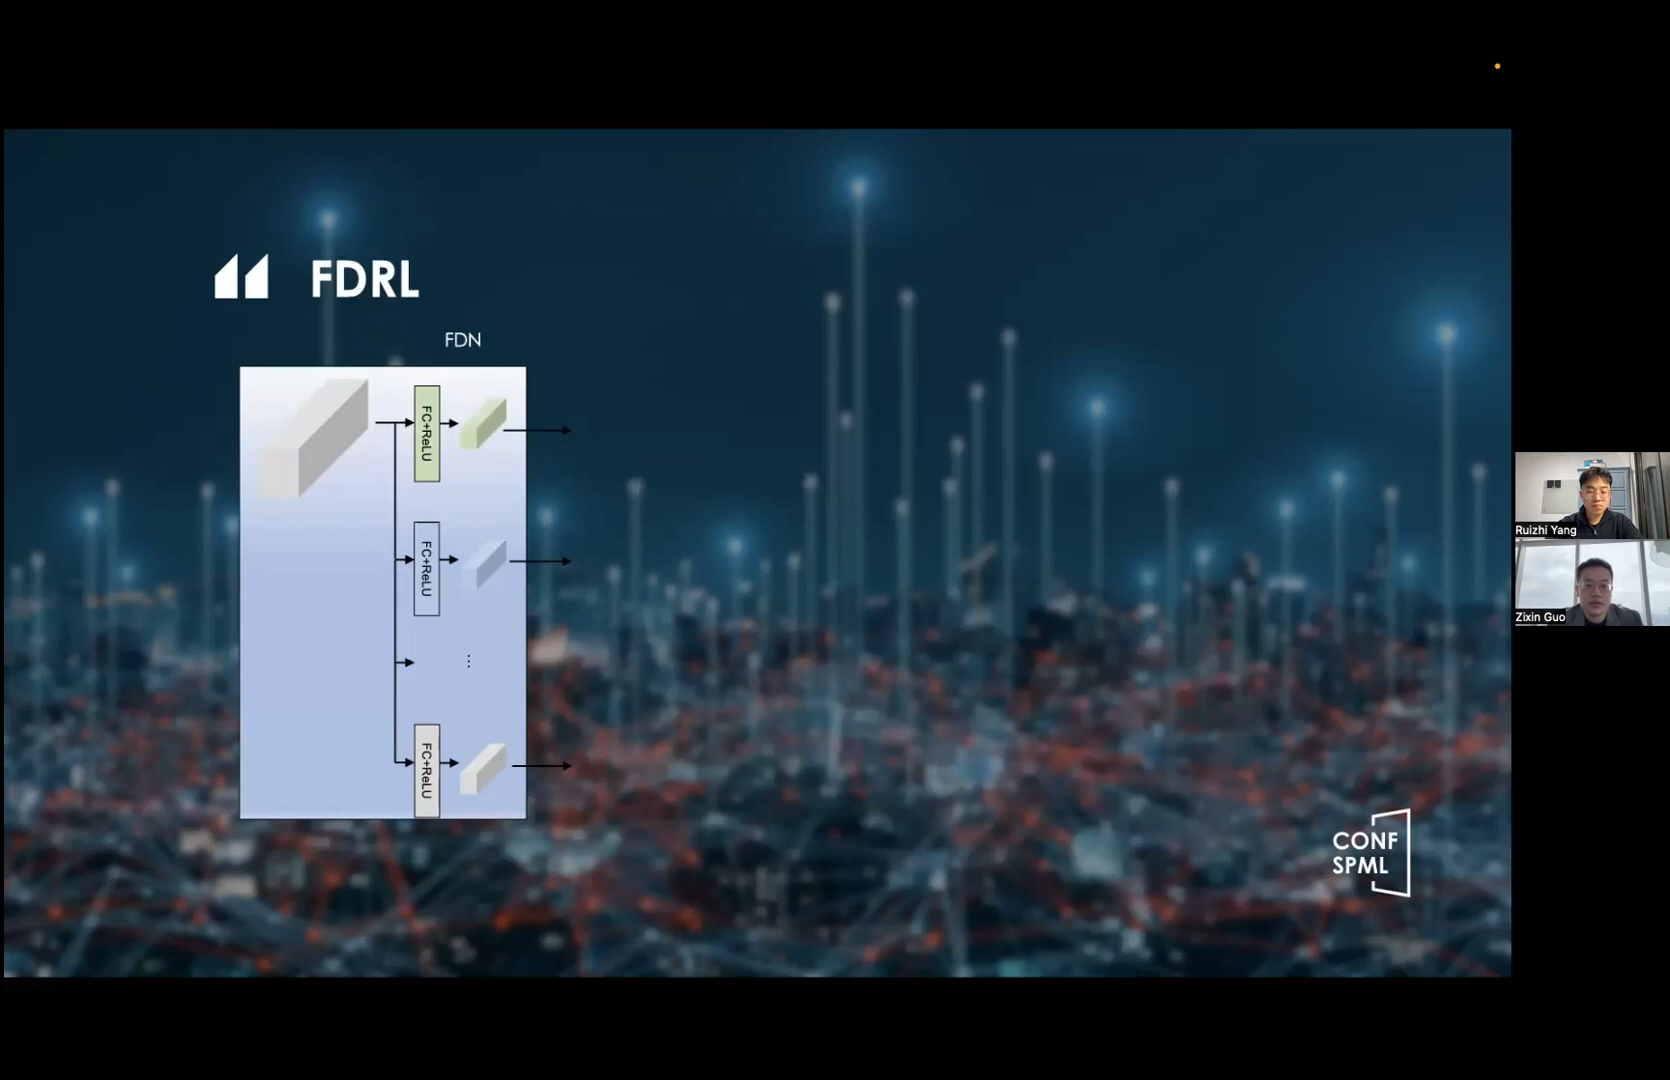 FDRL
FDN
FC+ReLU
FC+ReLU
⋮
FC+ReLU
CONF
SPML
Ruizhi Yang
Zixin Guo